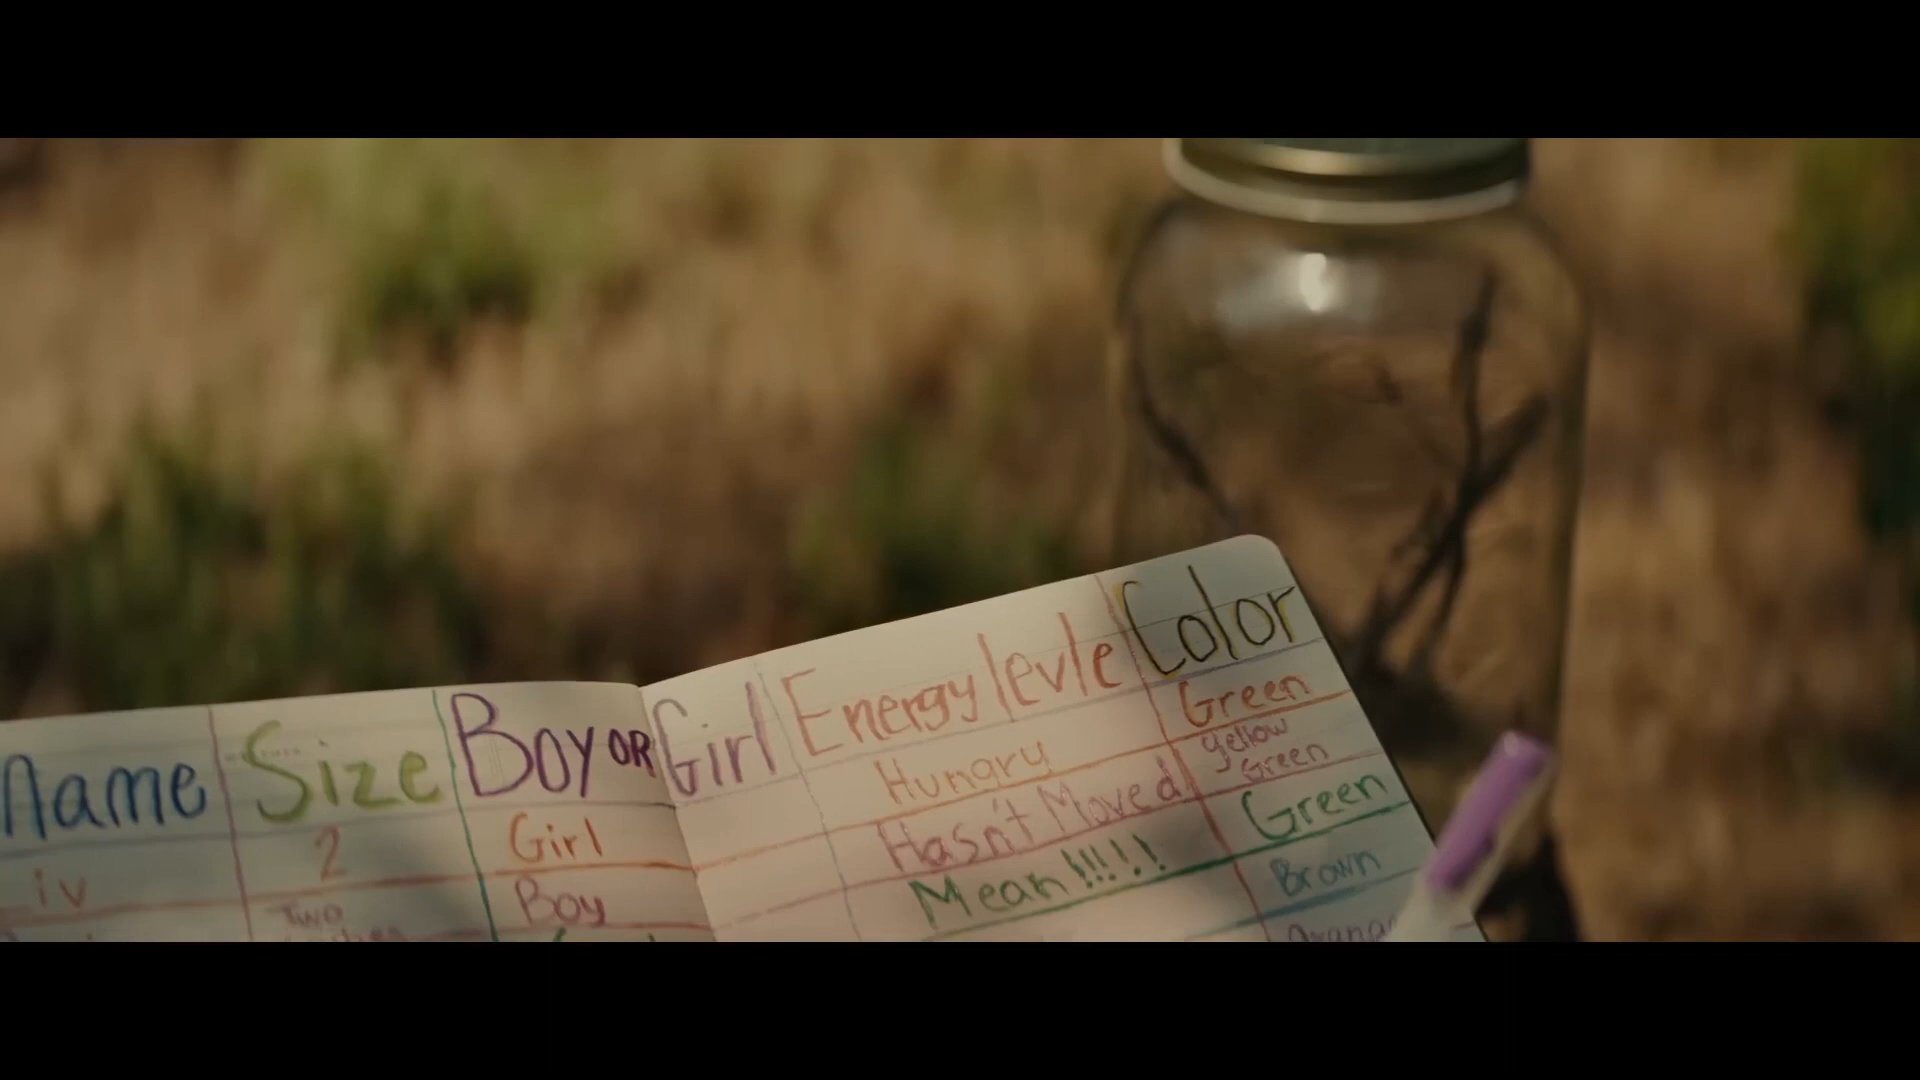 Name Size Boy OR Girl Energy levle Color
iv 2 Girl Hungry Green
Two Boy Hasn't Moved Yellow Green
Mean!!!!! Green
Brown